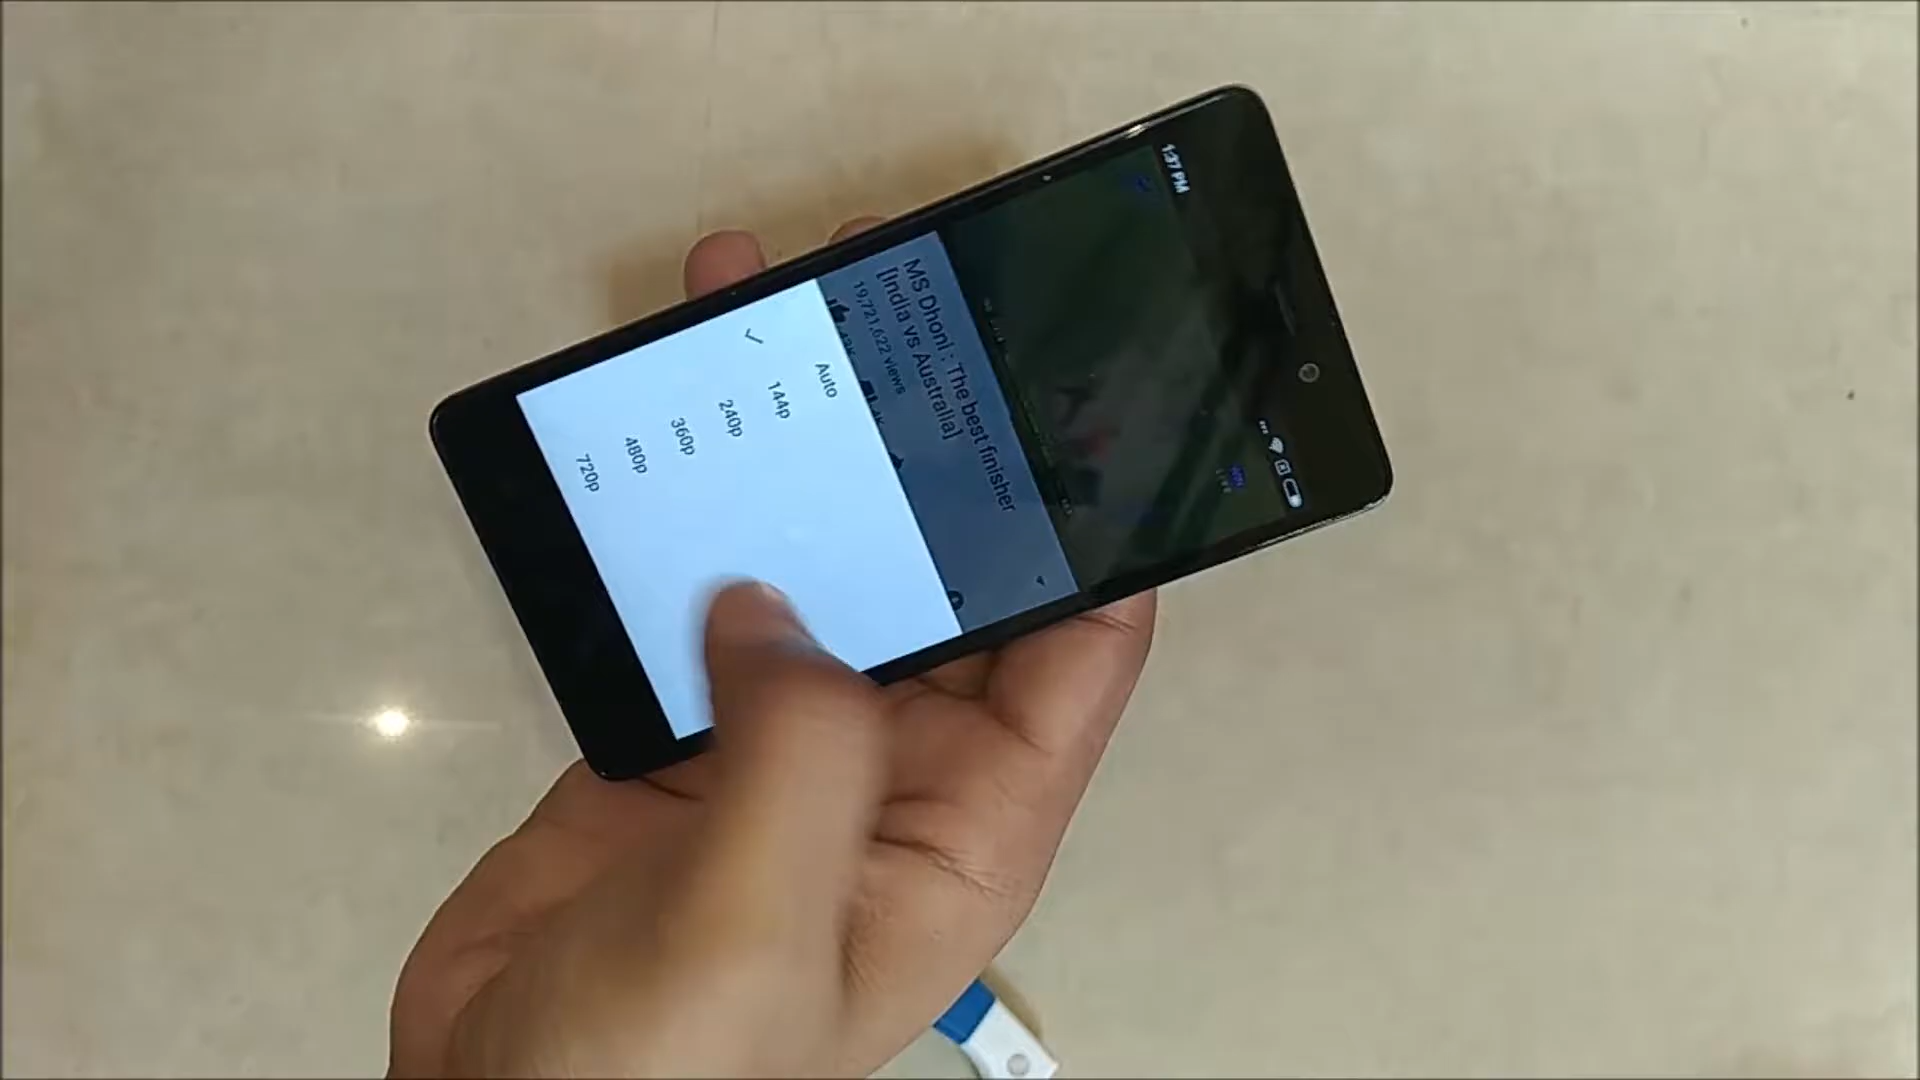 1:37 PM
MS Dhoni : The best finisher
[India vs Australia]
19,721,622 views
Auto
144p
240p
360p
480p
720p